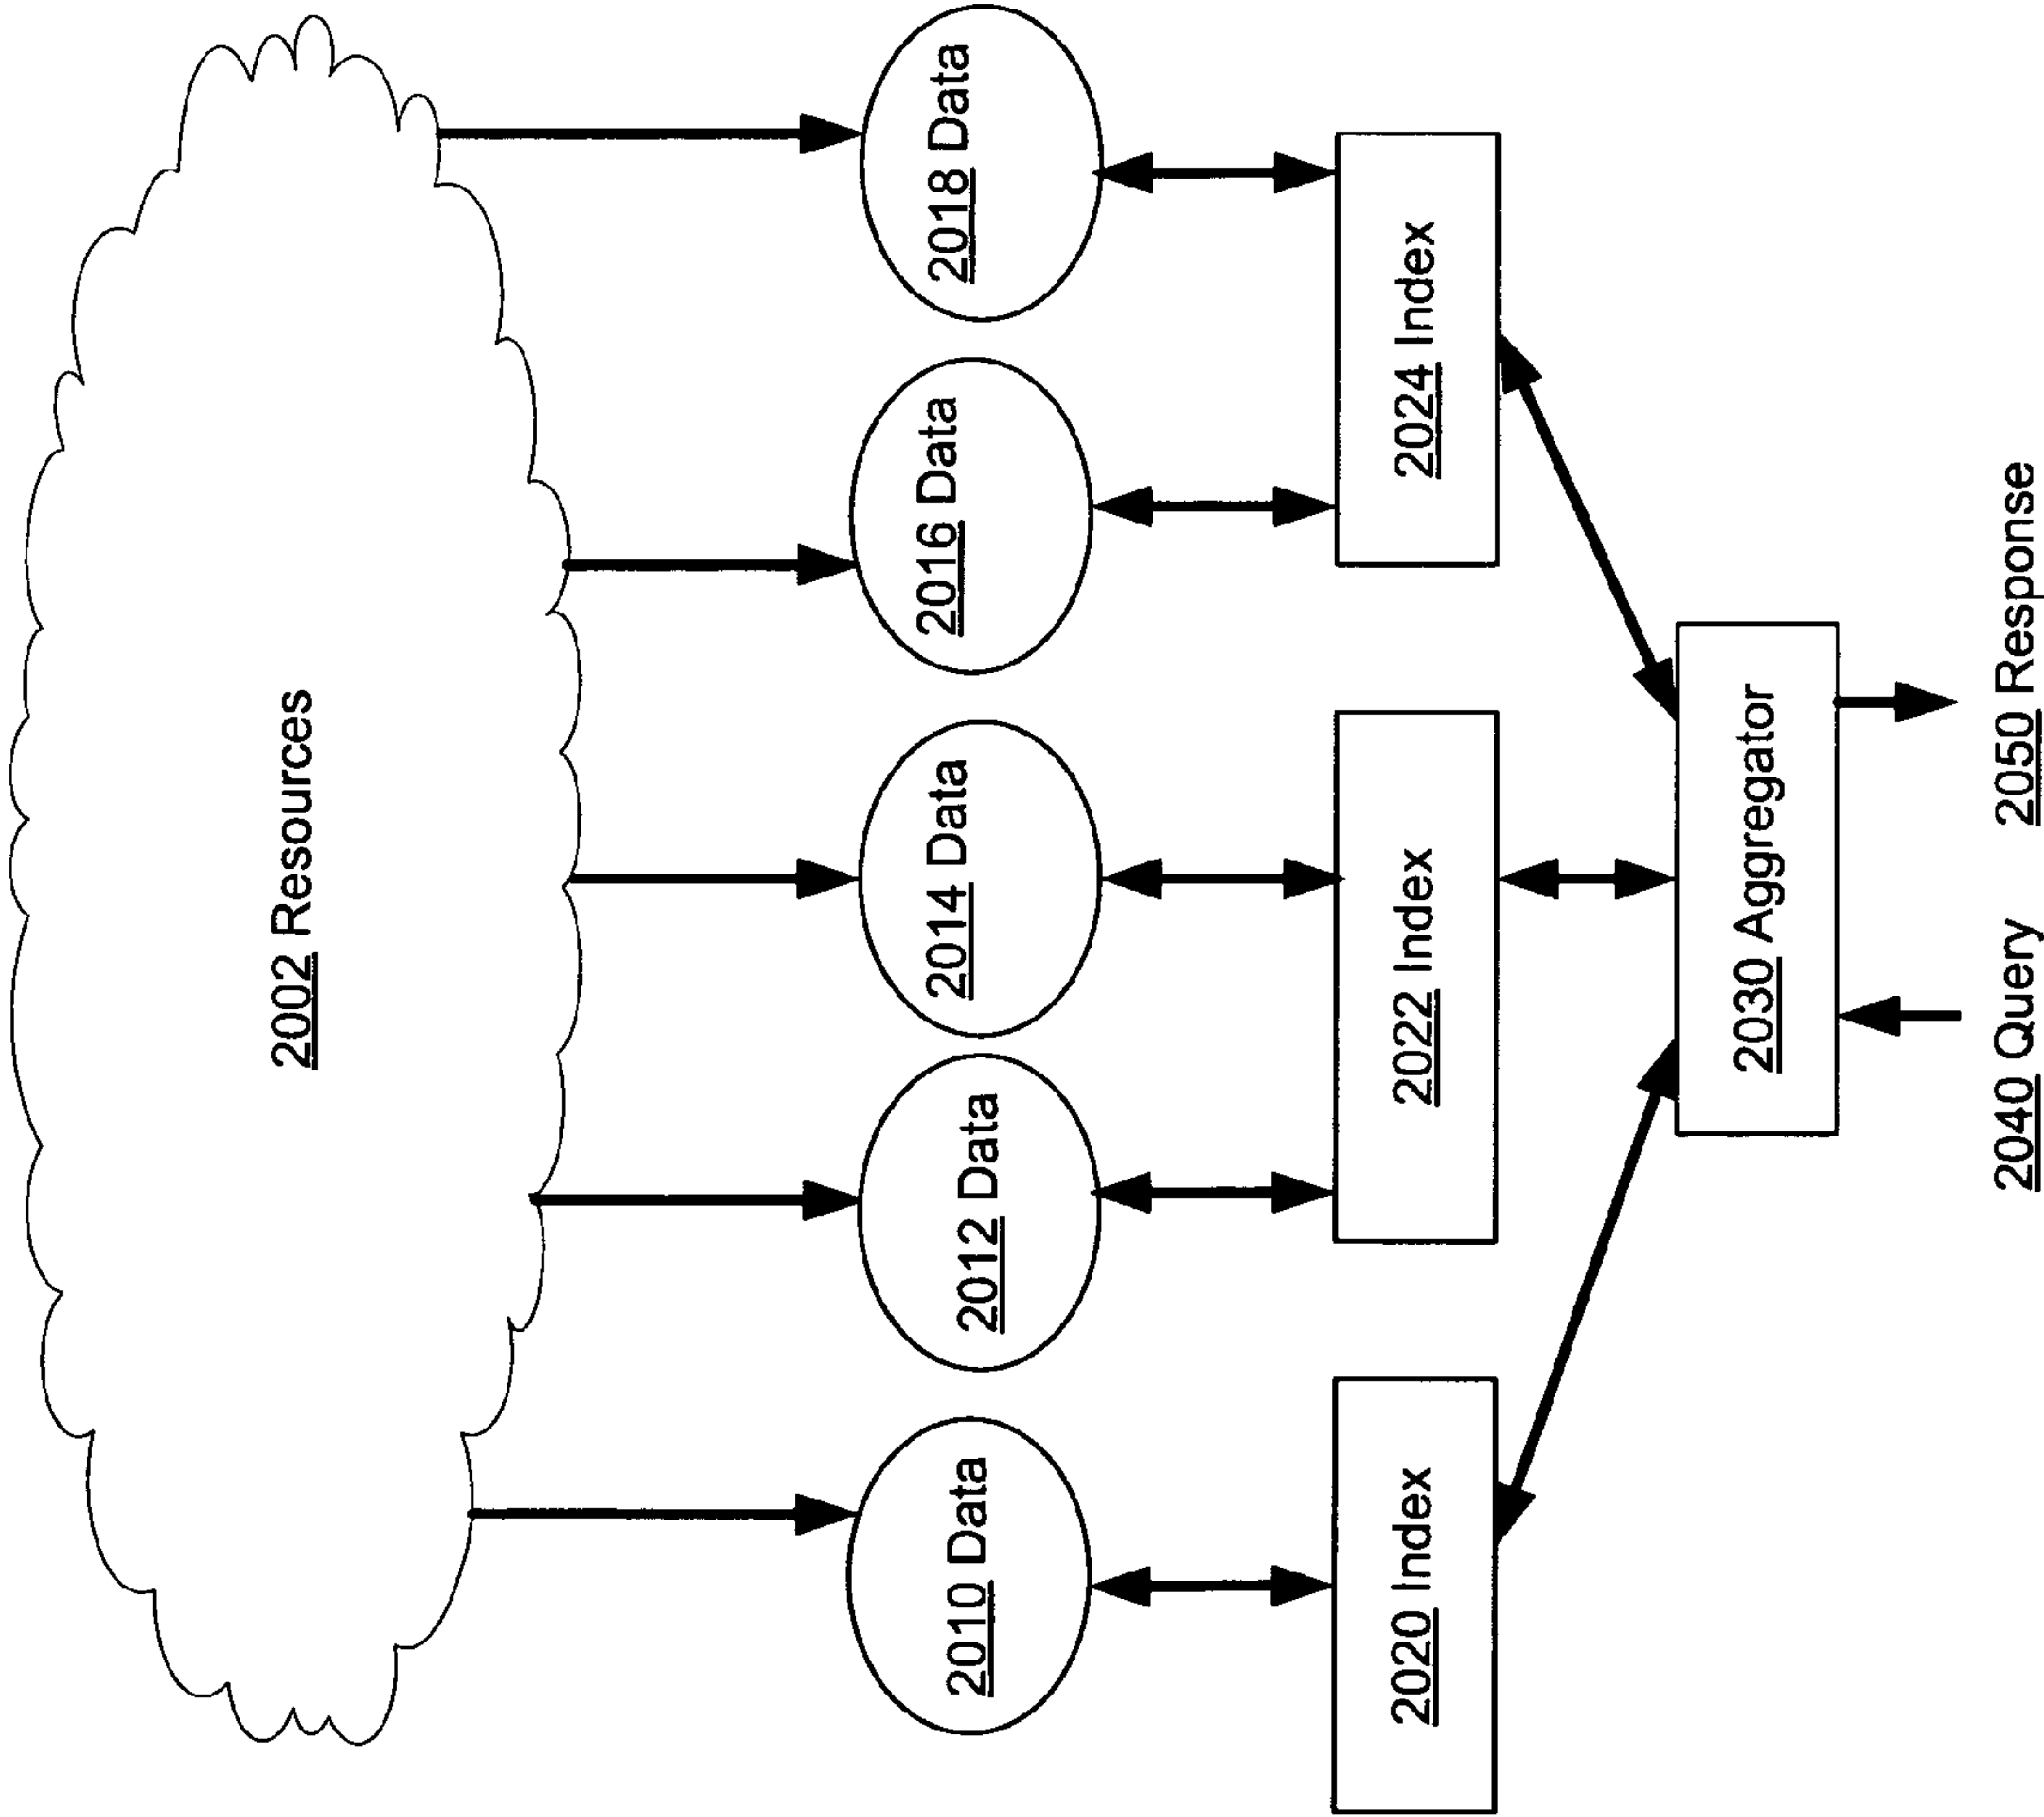 2002 Resources
2010 Data
2012 Data
2014 Data
2016 Data
2018 Data
2020 Index
2022 Index
2024 Index
2030 Aggregator
2040 Query
2050 Response